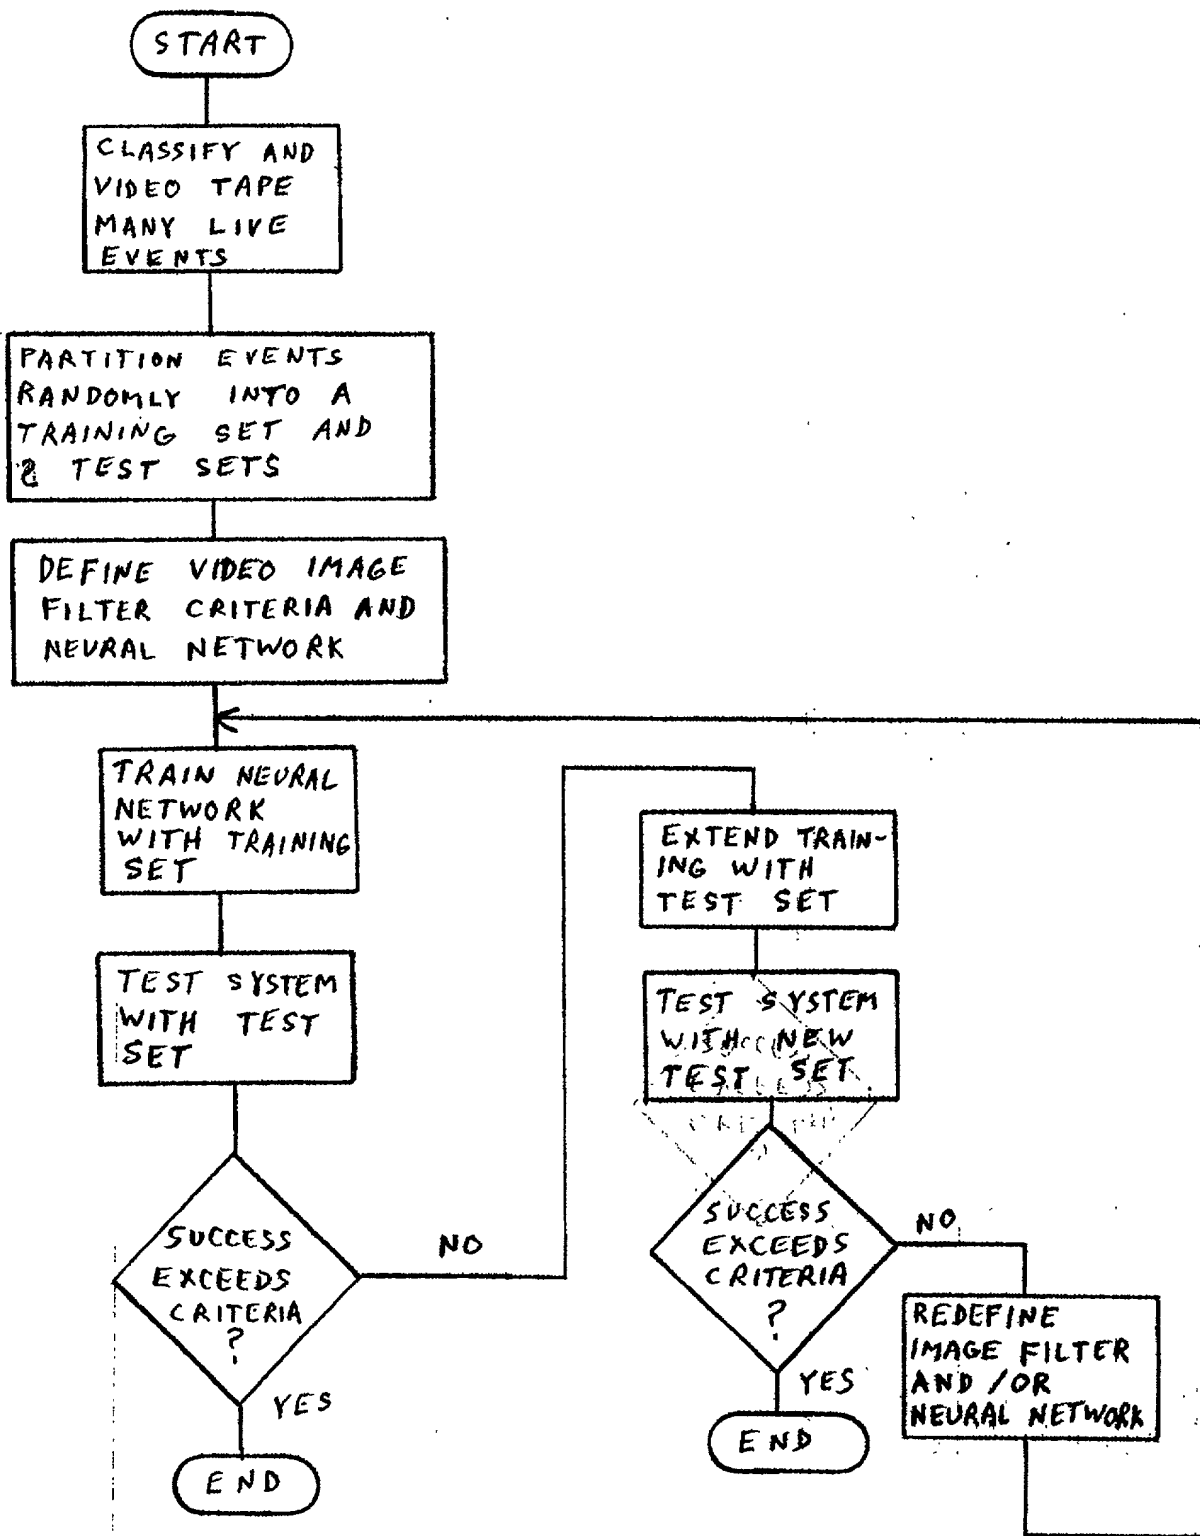 START
CLASSIFY AND
VIDEO TAPE
MANY LIVE
EVENTS
PARTITION EVENTS
RANDOMLY INTO A
TRAINING SET AND
2 TEST SETS
DEFINE VIDEO IMAGE
FILTER CRITERIA AND
NEURAL NETWORK
TRAIN NEURAL
NETWORK
WITH TRAINING
SET
TEST SYSTEM
WITH TEST
SET
SUCCESS
EXCEEDS
CRITERIA
?
NO
YES
END
EXTEND TRAIN-
ING WITH
TEST SET
TEST SYSTEM
WITH NEW
TEST SET
SUCCESS
EXCEEDS
CRITERIA
?
NO
YES
END
REDEFINE
IMAGE FILTER
AND /OR
NEURAL NETWORK